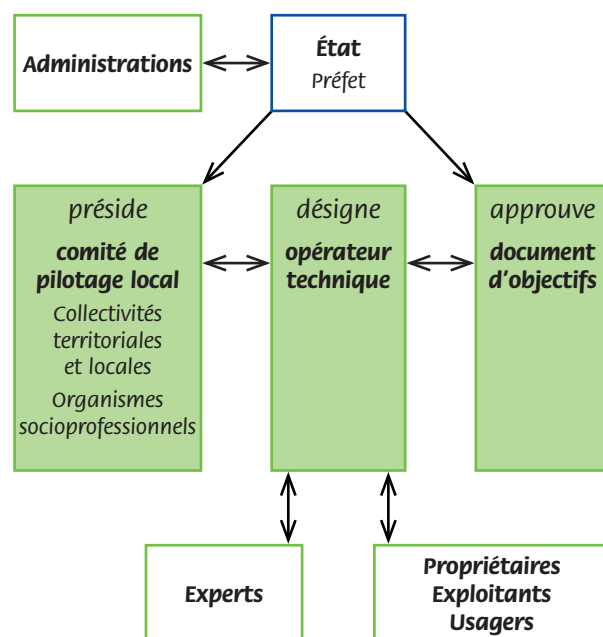 Administrations
État
Préfet
préside
comité de
pilotage local
Collectivités
territoriales
et locales
Organismes
socioprofessionnels
désigne
opérateur
technique
approuve
document
d'objectifs
Experts
Propriétaires
Exploitants
Usagers